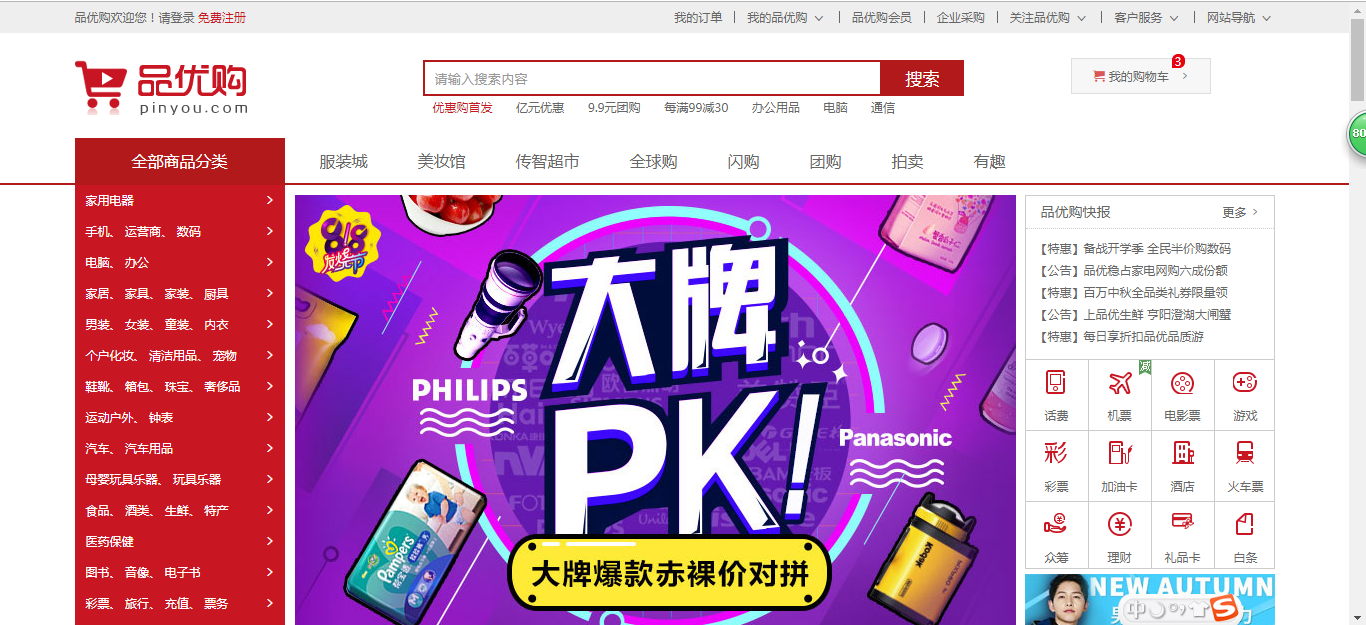 品优购欢迎您！请登录 免费注册
我的订单 我的品优购 品优购会员 企业采购 关注品优购 客户服务 网站导航
品优购
pinyou.com
请输入搜索内容
搜索
我的购物车
3
优惠购首发 亿元优惠 9.9元团购 每满99减30 办公用品 电脑 通信
80
全部商品分类
服装城 美妆馆 传智超市 全球购 闪购 团购 拍卖 有趣
家用电器
手机、 运营商、 数码
电脑、 办公
家居、 家具、 家装、 厨具
男装、 女装、 童装、 内衣
个户化妆、 清洁用品、 宠物
鞋靴、 箱包、 珠宝、 奢侈品
运动户外、 钟表
汽车、 汽车用品
母婴玩具乐器、 玩具乐器
食品、 酒类、 生鲜、 特产
医药保健
图书、 音像、 电子书
彩票、 旅行、 充值、 票务
818
发烧节
大牌
PK!
PHILIPS
Panasonic
Pampers
Kodak
大牌爆款赤裸价对拼
品优购快报 更多
【特惠】备战开学季 全民半价购数码
【公告】品优稳占家电网购六成份额
【特惠】百万中秋全品类礼券限量领
【公告】上品优生鲜 亨阳澄湖大闸蟹
【特惠】每日享折扣品优品质游
减
话费 机票 电影票 游戏
彩
彩票 加油卡 酒店 火车票
众筹 理财 礼品卡 白条
NEW AUTUMN
中
S